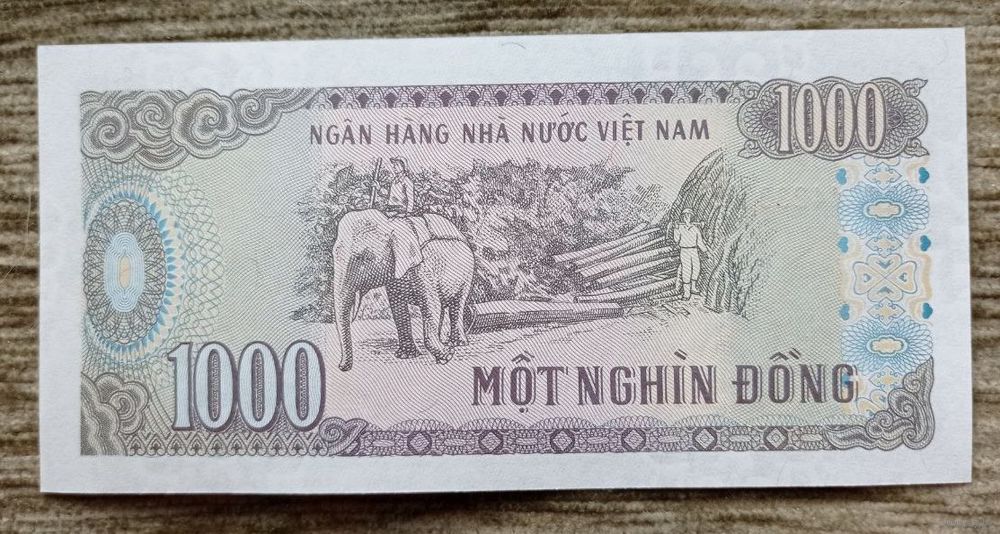 NGÂN HÀNG NHÀ NƯỚC VIỆT NAM
1000
1000
MỘT NGHÌN ĐỒNG